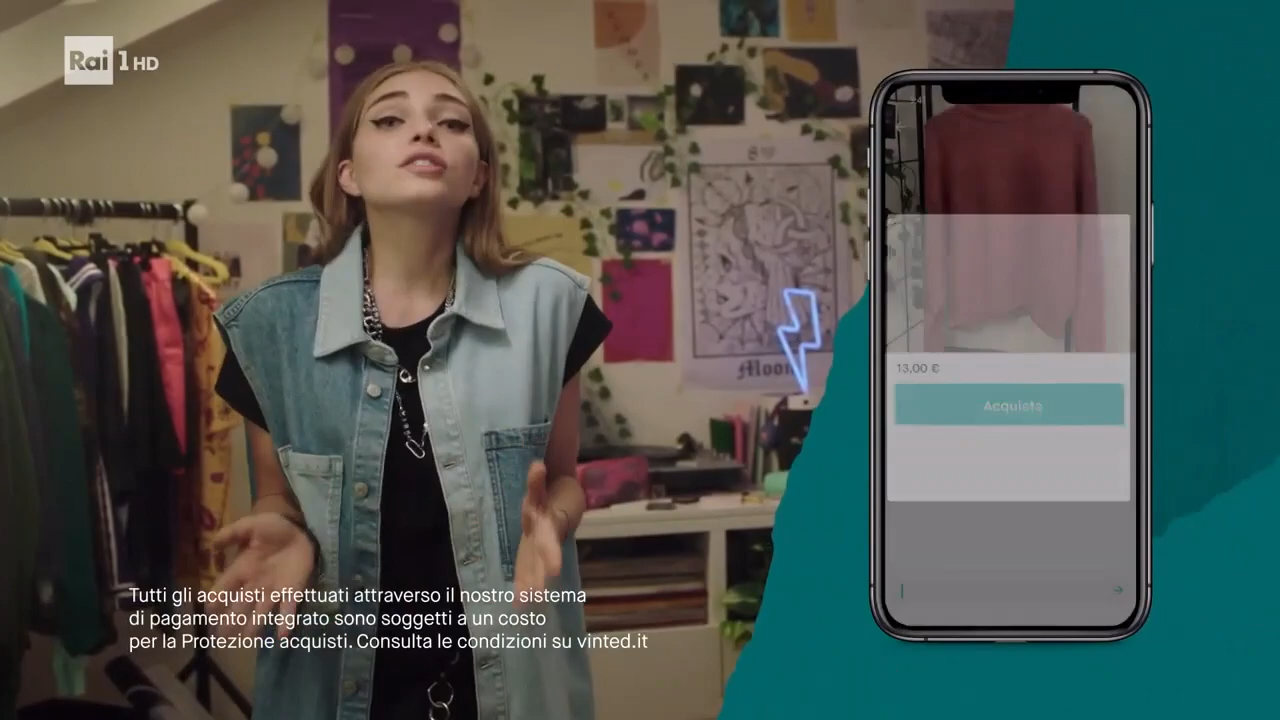 Rai 1 HD
8
Moon
13,00 €
Acquista
Tutti gli acquisti effettuati attraverso il nostro sistema
di pagamento integrato sono soggetti a un costo
per la Protezione acquisti. Consulta le condizioni su vinted.it